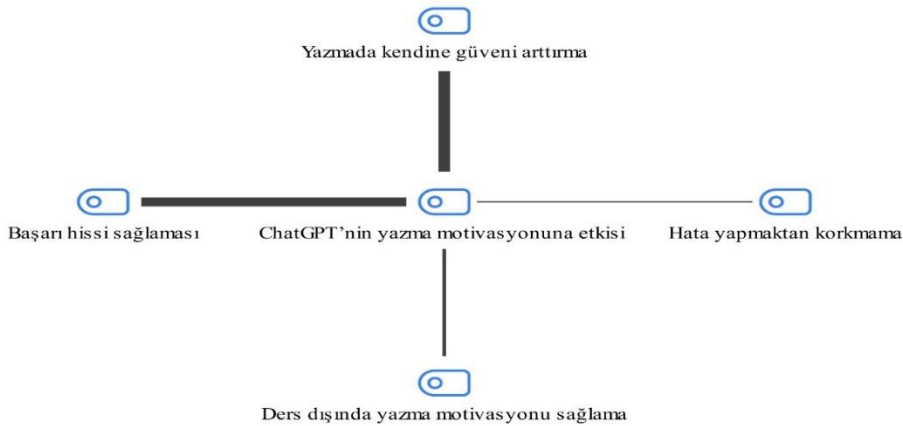 Yazmada kendine güveni arttırma
Başarı hissi sağlaması
ChatGPT’nin yazma motivasyonuna etkisi
Hata yapmaktan korkmama
Ders dışında yazma motivasyonu sağlama